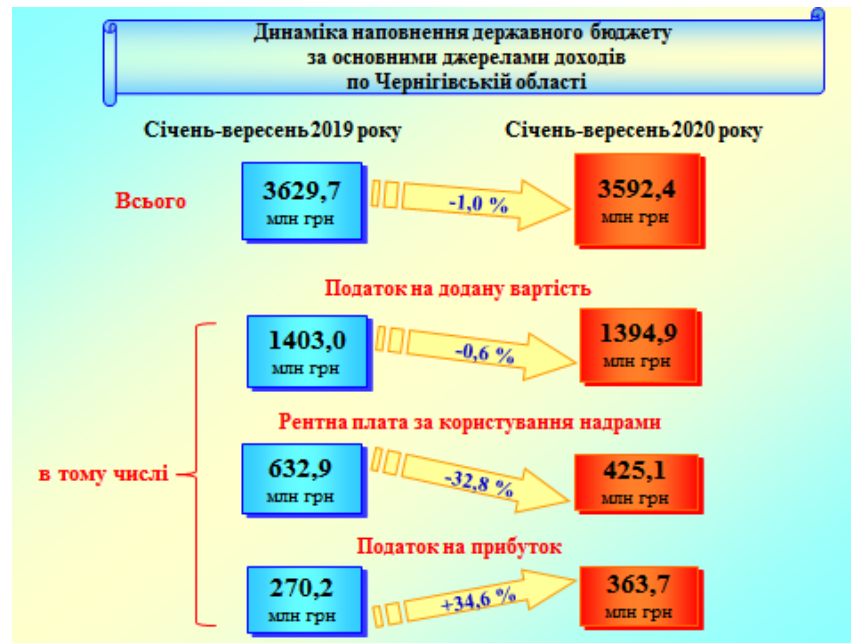 Динаміка наповнення державного бюджету
за основними джерелами доходів
по Чернігівській області
Січень-вересень 2019 року
Січень-вересень 2020 року
Всього
3629,7
млн грн
-1,0 %
3592,4
млн грн
в тому числі
Податок на додану вартість
1403,0
млн грн
-0,6 %
1394,9
млн грн
Рентна плата за користування надрами
632,9
млн грн
-32,8 %
425,1
млн грн
Податок на прибуток
270,2
млн грн
+34,6 %
363,7
млн грн